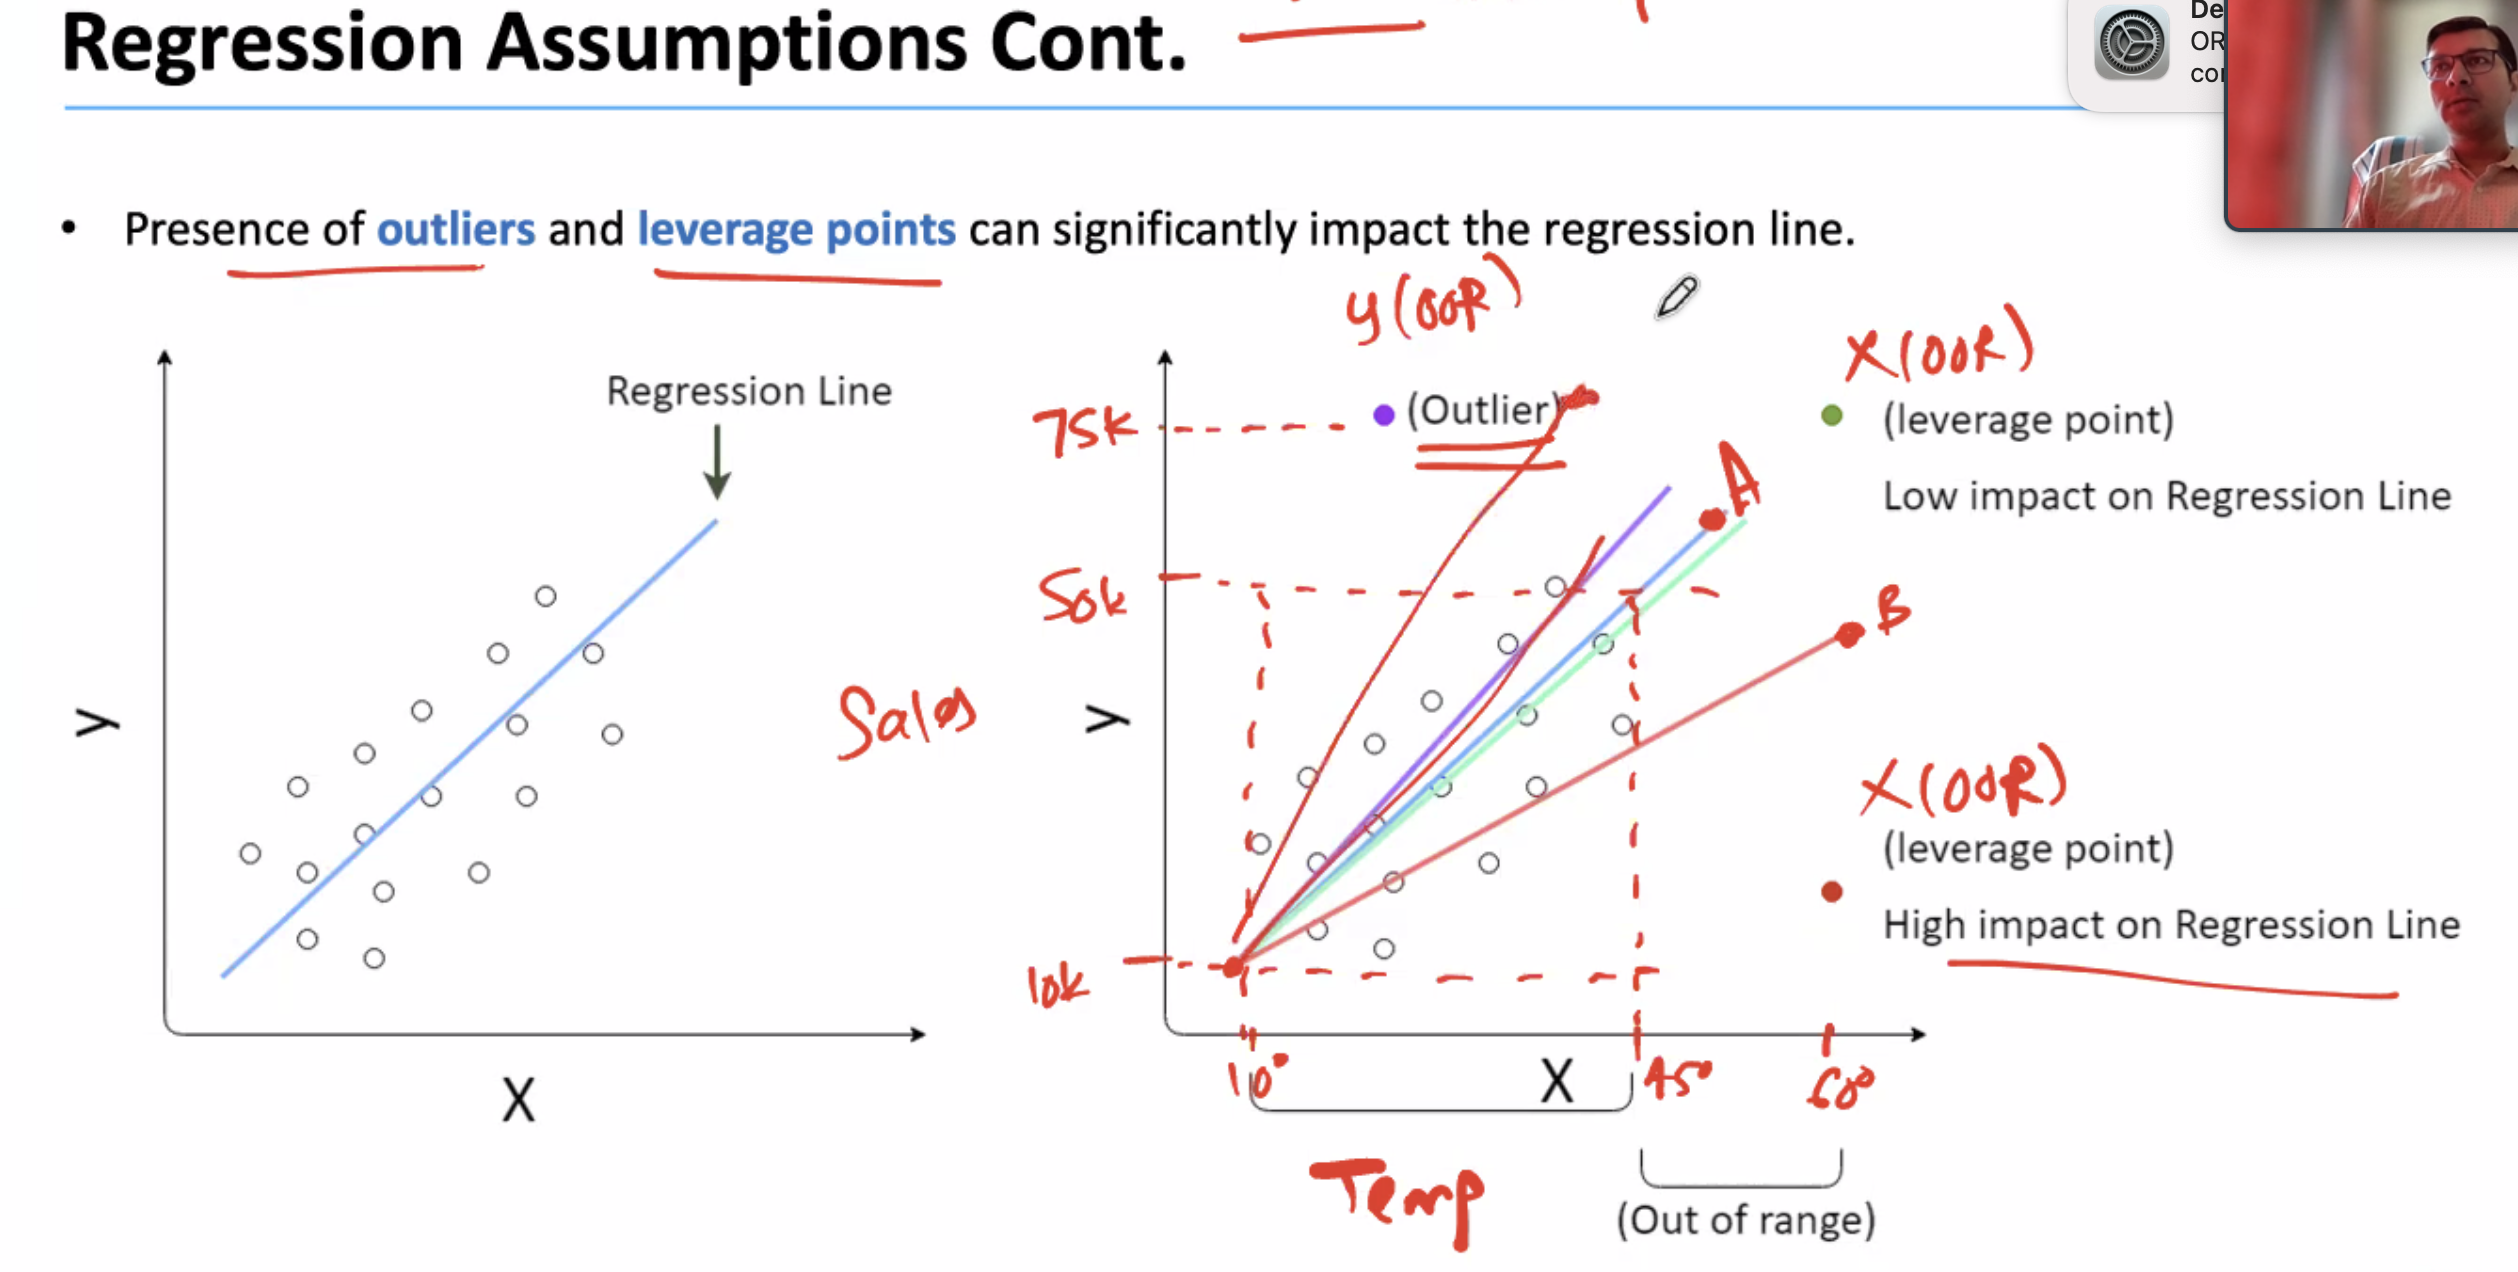 Regression Assumptions Cont.
De
OR
co
• Presence of outliers and leverage points can significantly impact the regression line.
y(OOR)
X(OOR)
Regression Line
75k
(Outlier)
(leverage point)
A
Low impact on Regression Line
50k
B
Sales
y
y
X(OOR)
(leverage point)
High impact on Regression Line
10k
10°
X
45°
60°
X
Temp
(Out of range)